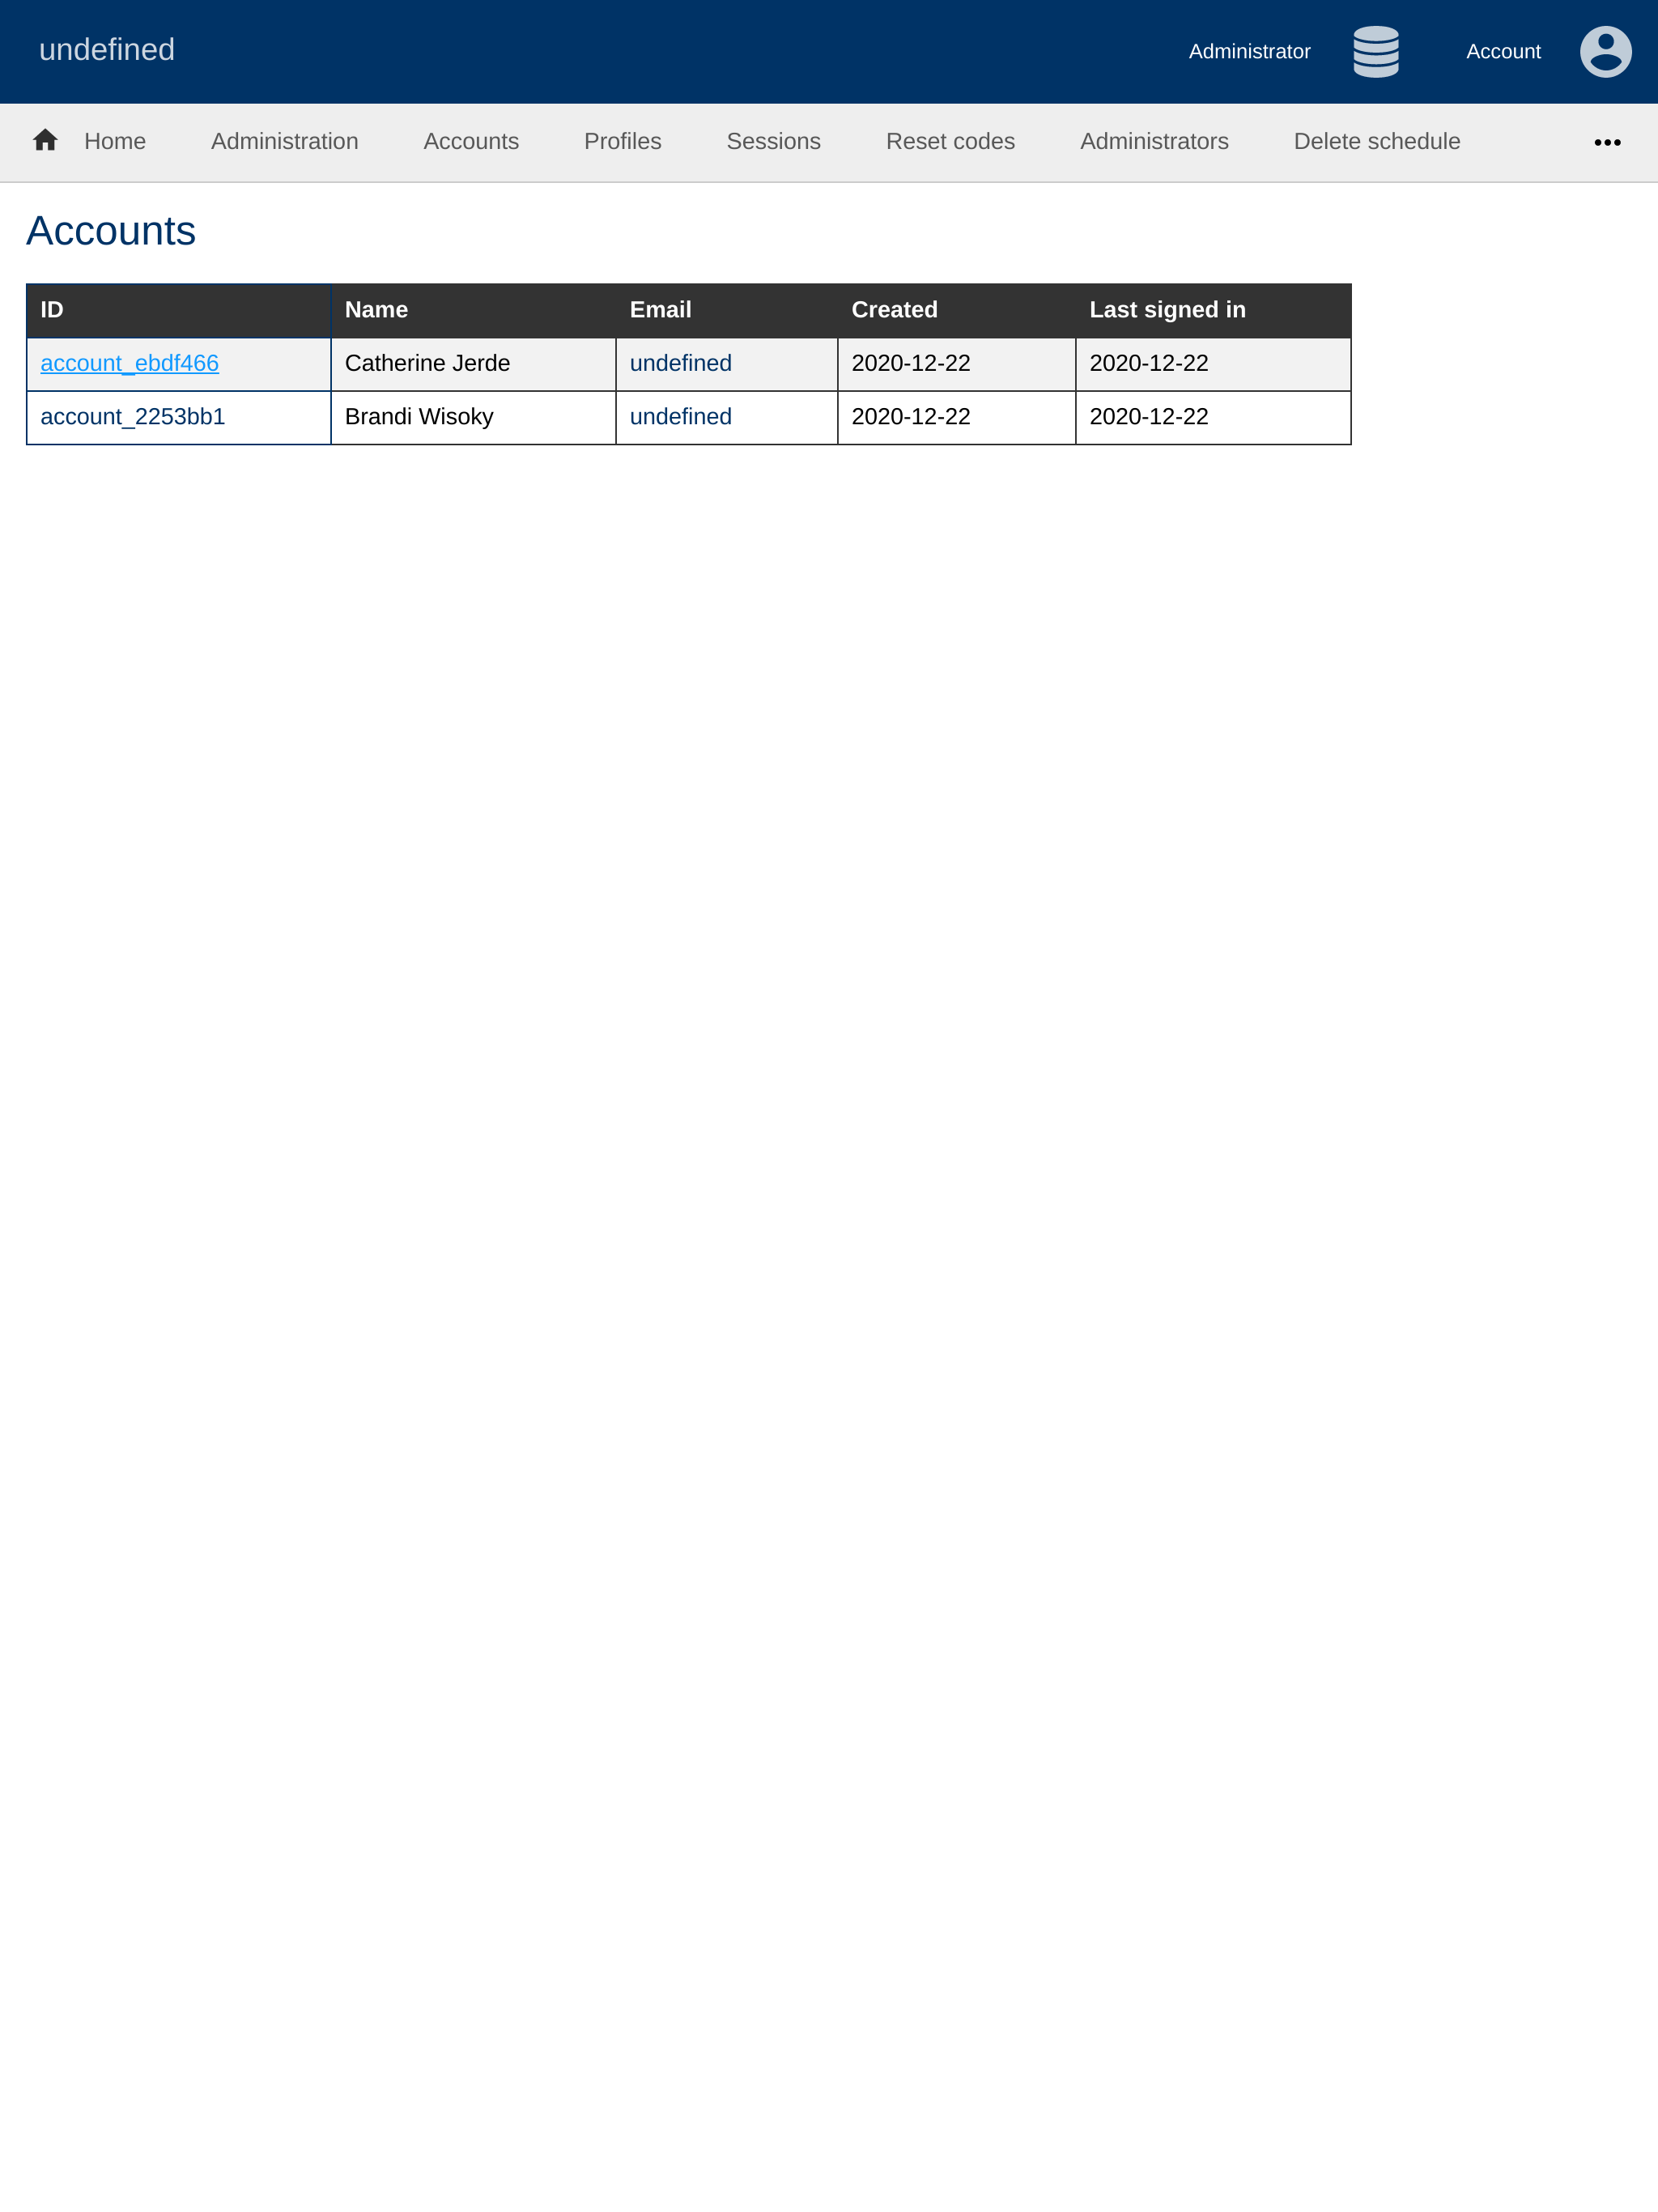 undefined Administrator Account
Home Administration Accounts Profiles Sessions Reset codes Administrators Delete schedule
Accounts
ID Name Email Created Last signed in
account_ebdf466 Catherine Jerde undefined 2020-12-22 2020-12-22
account_2253bb1 Brandi Wisoky undefined 2020-12-22 2020-12-22